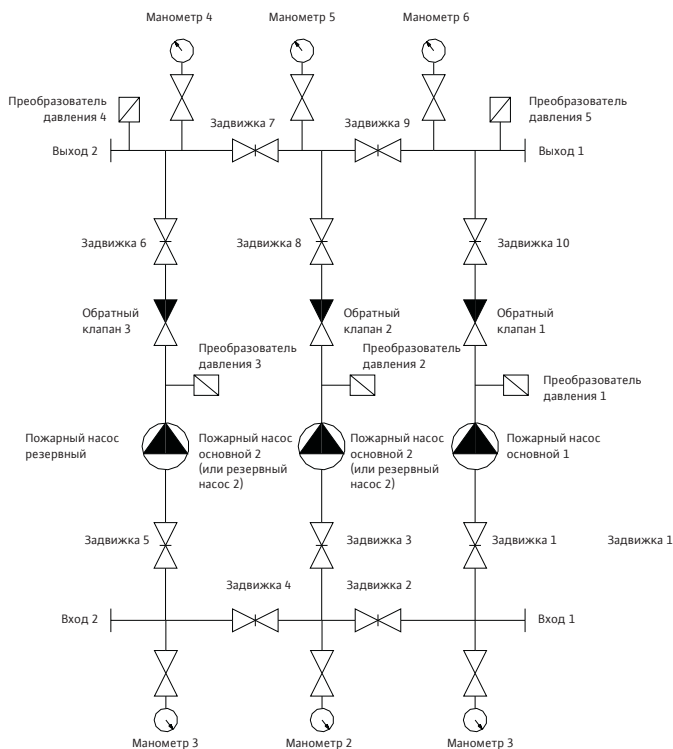 Манометр 4
Манометр 5
Манометр 6
Преобразователь
давления 4
Преобразователь
давления 5
Задвижка 7
Задвижка 9
Выход 2
Выход 1
Задвижка 6
Задвижка 8
Задвижка 10
Обратный
клапан 3
Обратный
клапан 2
Обратный
клапан 1
Преобразователь
давления 3
Преобразователь
давления 2
Преобразователь
давления 1
Пожарный насос
резервный
Пожарный насос
основной 2
(или резервный
насос 2)
Пожарный насос
основной 2
(или резервный
насос 2)
Пожарный насос
основной 1
Задвижка 5
Задвижка 3
Задвижка 1
Задвижка 1
Задвижка 4
Задвижка 2
Вход 2
Вход 1
Манометр 3
Манометр 2
Манометр 3